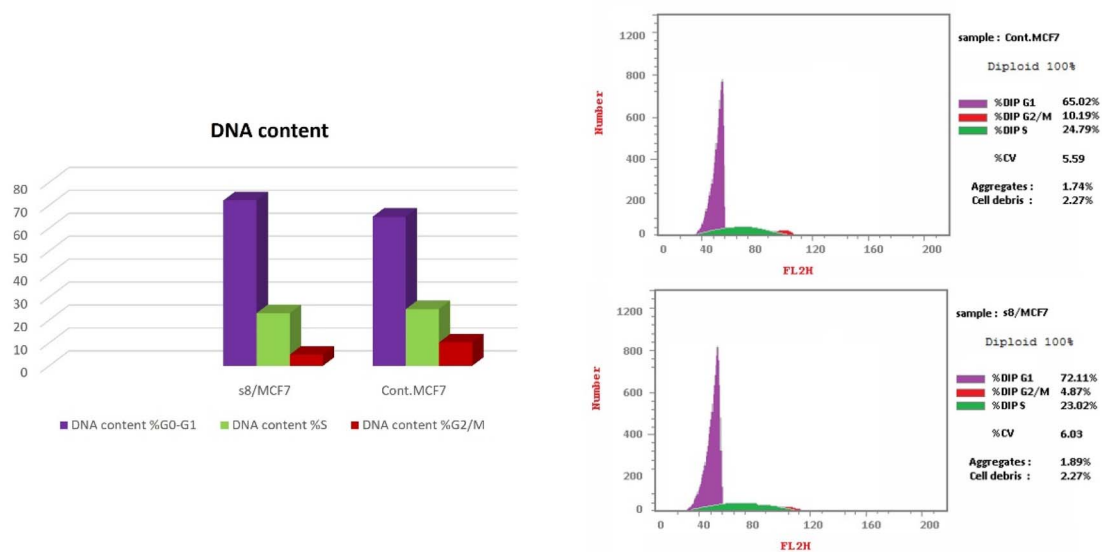 DNA content
80
70
60
50
40
30
20
10
0
s8/MCF7 Cont.MCF7
DNA content %G0-G1 DNA content %S DNA content %G2/M
Number
1200
800
600
400
200
0
0 40 80 120 160 200
FL2H
sample : Cont.MCF7
Diploid 100%
%DIP G1 65.02%
%DIP G2/M 10.19%
%DIP S 24.79%
%CV 5.59
Aggregates : 1.74%
Cell debris : 2.27%
Number
1200
800
600
400
200
0
0 40 80 120 160 200
FL2H
sample : s8/MCF7
Diploid 100%
%DIP G1 72.11%
%DIP G2/M 4.87%
%DIP S 23.02%
%CV 6.03
Aggregates : 1.89%
Cell debris : 2.27%